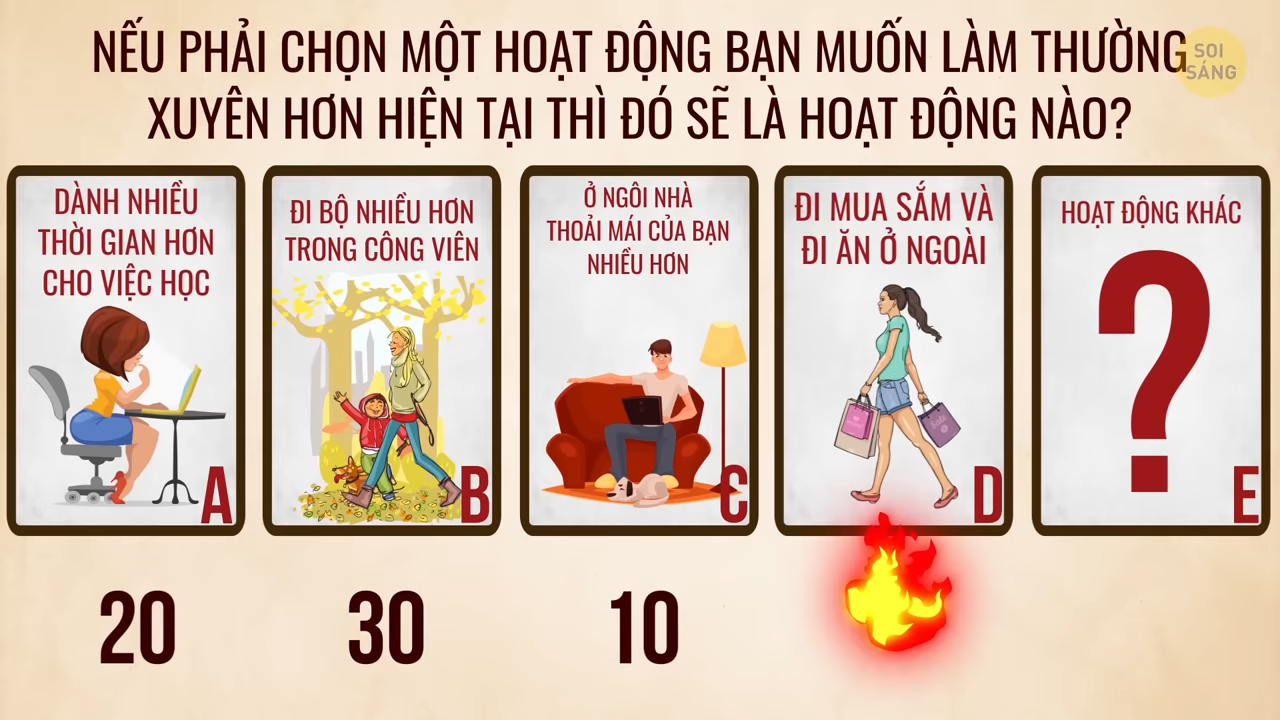 NẾU PHẢI CHỌN MỘT HOẠT ĐỘNG BẠN MUỐN LÀM THƯỜNG
XUYÊN HƠN HIỆN TẠI THÌ ĐÓ SẼ LÀ HOẠT ĐỘNG NÀO?
SOI
SÁNG
DÀNH NHIỀU
THỜI GIAN HƠN
CHO VIỆC HỌC
A
ĐI BỘ NHIỀU HƠN
TRONG CÔNG VIÊN
B
Ở NGÔI NHÀ
THOẢI MÁI CỦA BẠN
NHIỀU HƠN
C
ĐI MUA SẮM VÀ
ĐI ĂN Ở NGOÀI
Sale
D
HOẠT ĐỘNG KHÁC
?
E
20
30
10